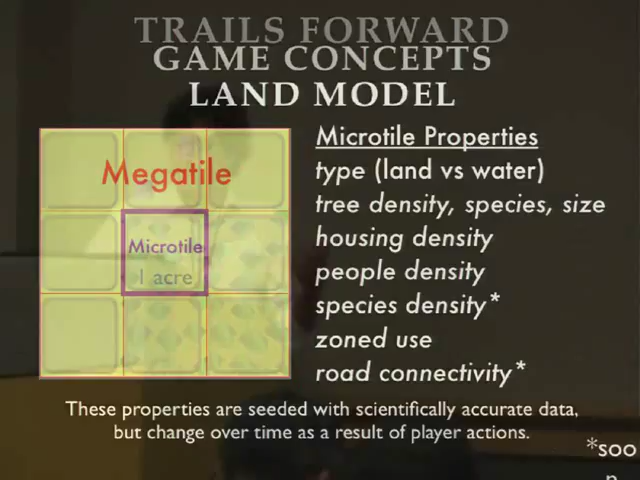 TRAILS FORWARD
GAME CONCEPTS
LAND MODEL
Megatile
Microtile
1 acre
Microtile Properties
type (land vs water)
tree density, species, size
housing density
people density
species density*
zoned use
road connectivity*
These properties are seeded with scientifically accurate data,
but change over time as a result of player actions.
*soo
n